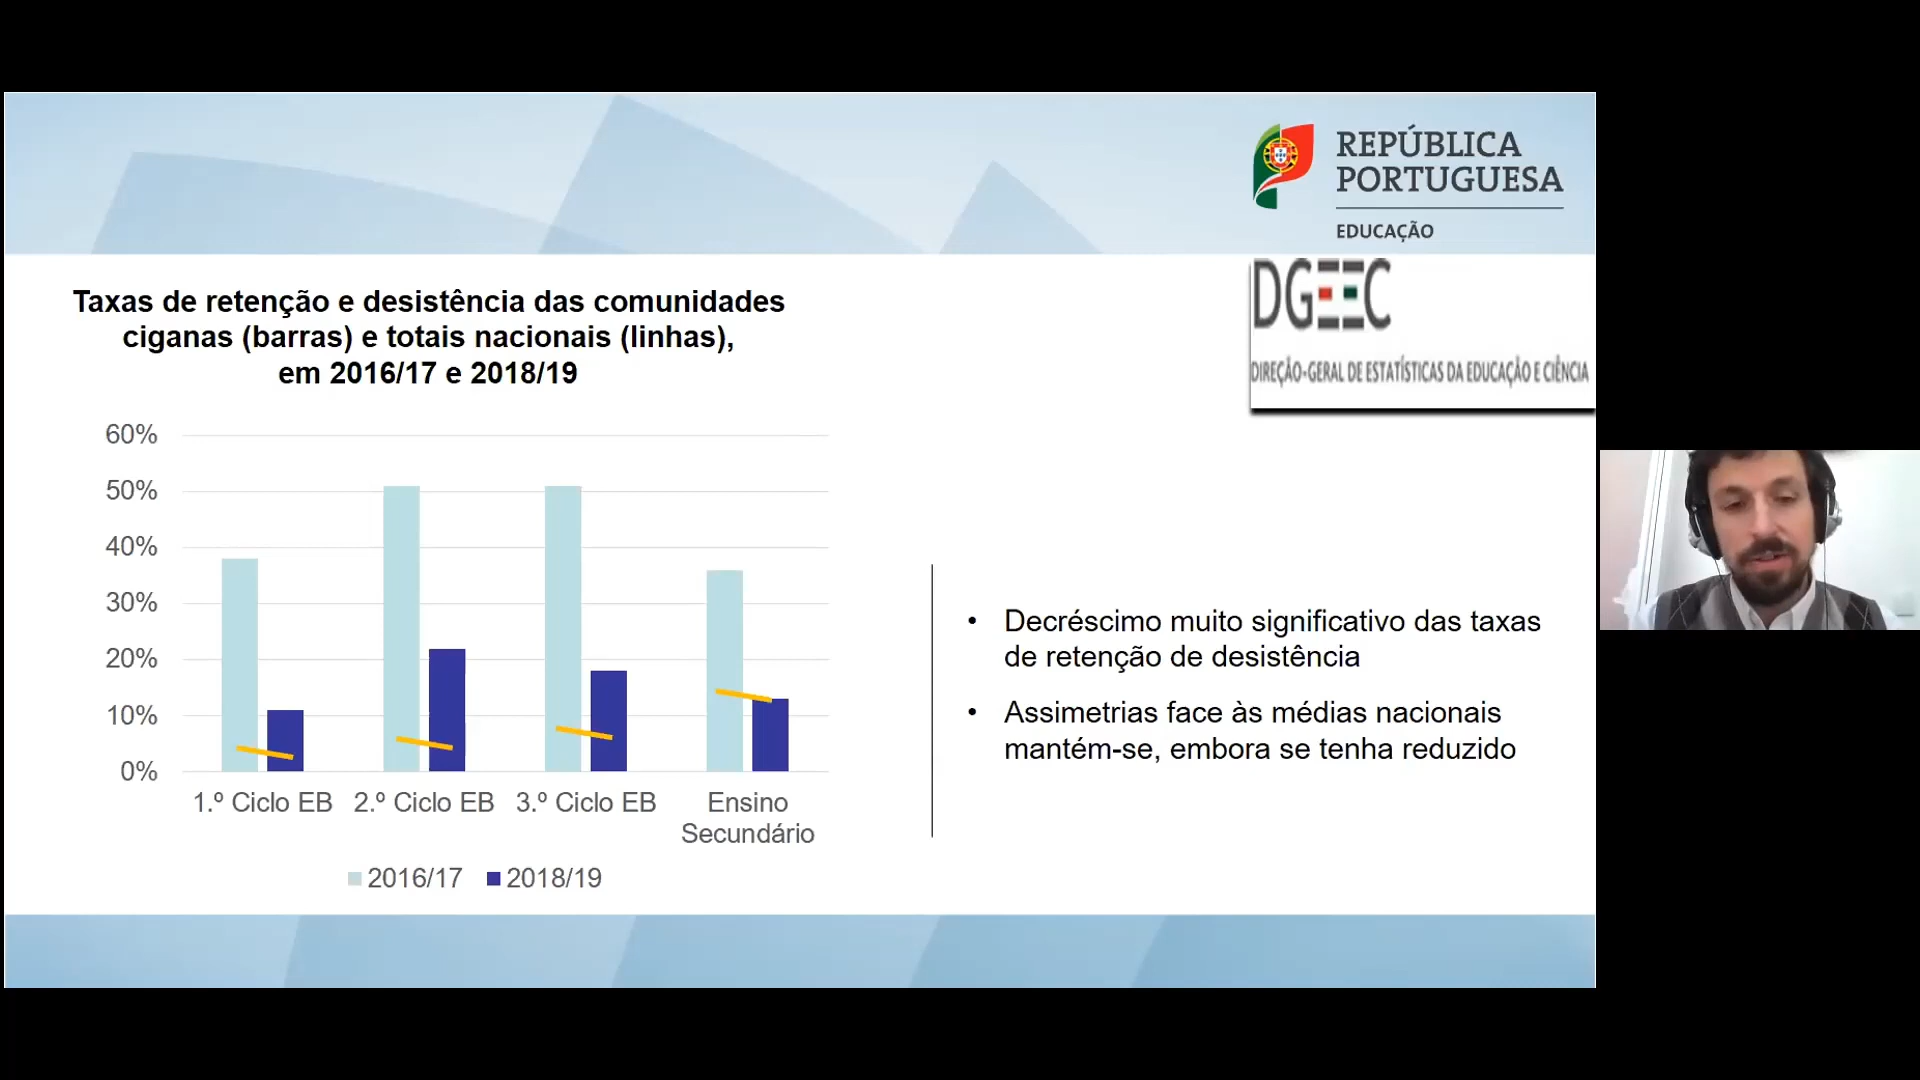 REPÚBLICA
PORTUGUESA
EDUCAÇÃO
DGEEC
DIREÇÃO-GERAL DE ESTATÍSTICAS DA EDUCAÇÃO E CIÊNCIA
Taxas de retenção e desistência das comunidades
ciganas (barras) e totais nacionais (linhas),
em 2016/17 e 2018/19
60%
50%
40%
30%
20%
10%
0%
1.º Ciclo EB
2.º Ciclo EB
3.º Ciclo EB
Ensino
Secundário
2016/17
2018/19
• Decréscimo muito significativo das taxas
de retenção de desistência
• Assimetrias face às médias nacionais
mantém-se, embora se tenha reduzido